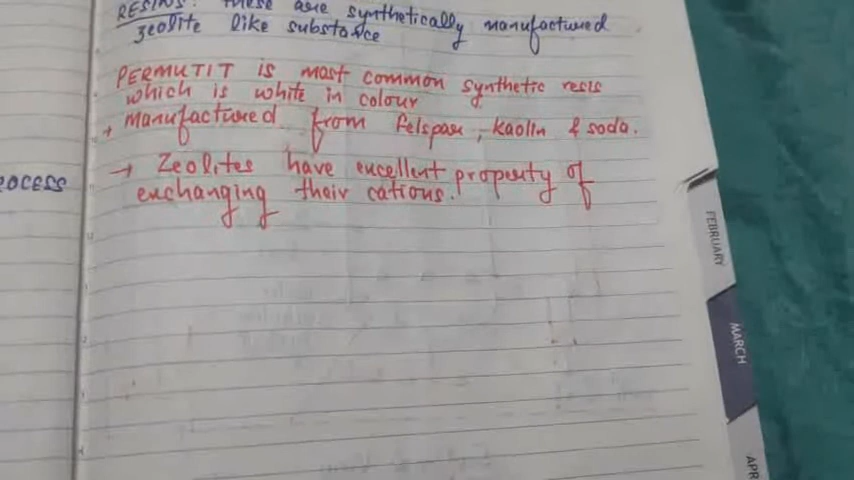 RESINS: These are synthetically manufactured
zeolite like substance
PERMUTIT is most common synthetic resis
which is white in colour
→ Manufactured from felspar, Kaolin & soda.
→ Zeolites have excellent property of
exchanging their cations.
OCESS
FEBRUARY
MARCH
APR